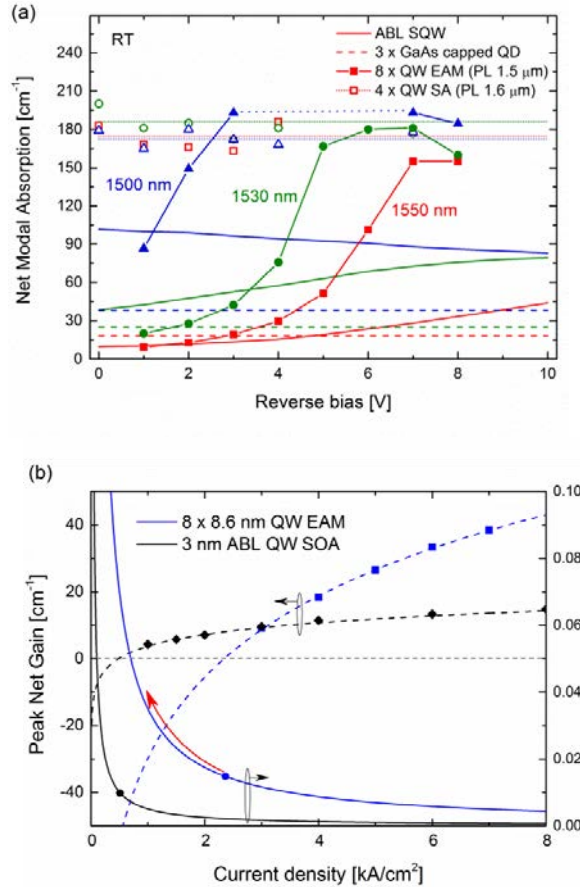 (a)
RT
ABL SQW
3 x GaAs capped QD
8 x QW EAM (PL 1.5 µm)
4 x QW SA (PL 1.6 µm)
270
240
210
180
150
120
90
60
30
0
Net Modal Absorption [cm⁻¹]
1500 nm
1530 nm
1550 nm
0 2 4 6 8 10
Reverse bias [V]
(b)
8 x 8.6 nm QW EAM
3 nm ABL QW SOA
40
20
0
-20
-40
Peak Net Gain [cm⁻¹]
0.10
0.08
0.06
0.04
0.02
0.00
0 2 4 6 8
Current density [kA/cm²]